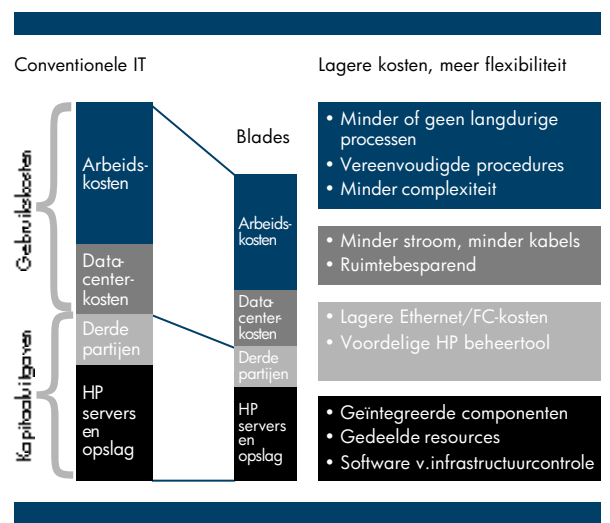 Conventionele IT
Lagere kosten, meer flexibiliteit
Gebruikskosten
Kapitaaluitgaven
Arbeids-
kosten
Data-
center-
kosten
Derde
partijen
HP
servers
en
opslag
Blades
Arbeids-
kosten
Data-
center-
kosten
Derde
partijen
HP
servers
en
opslag
• Minder of geen langdurige
processen
• Vereenvoudigde procedures
• Minder complexiteit
• Minder stroom, minder kabels
• Ruimtebesparend
• Lagere Ethernet/FC-kosten
• Voordelige HP beheertool
• Geïntegreerde componenten
• Gedeelde resources
• Software v.infrastructuurcontrole